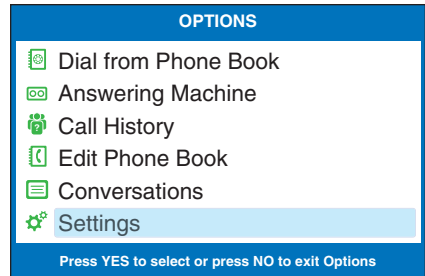 OPTIONS
Dial from Phone Book
Answering Machine
Call History
Edit Phone Book
Conversations
Settings
Press YES to select or press NO to exit Options